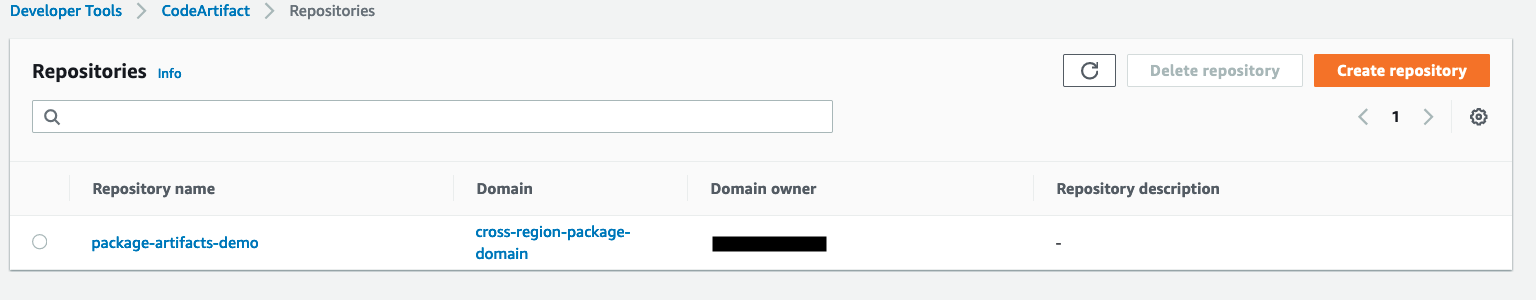 Developer Tools > CodeArtifact > Repositories
Repositories Info
Delete repository
Create repository
1
Repository name Domain Domain owner Repository description
package-artifacts-demo cross-region-package-
domain
-